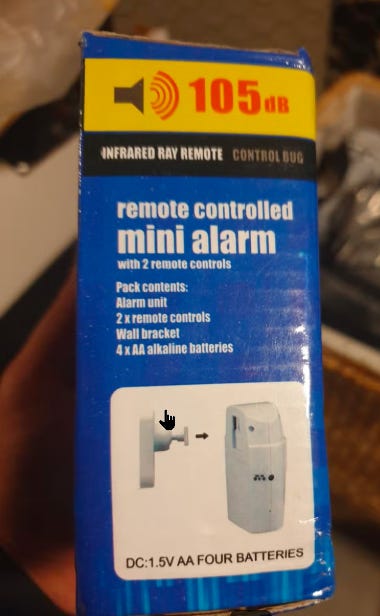 105dB
INFRARED RAY REMOTE CONTROL BUG
remote controlled
mini alarm
with 2 remote controls
Pack contents:
Alarm unit
2 x remote controls
Wall bracket
4 x AA alkaline batteries
DC:1.5V AA FOUR BATTERIES